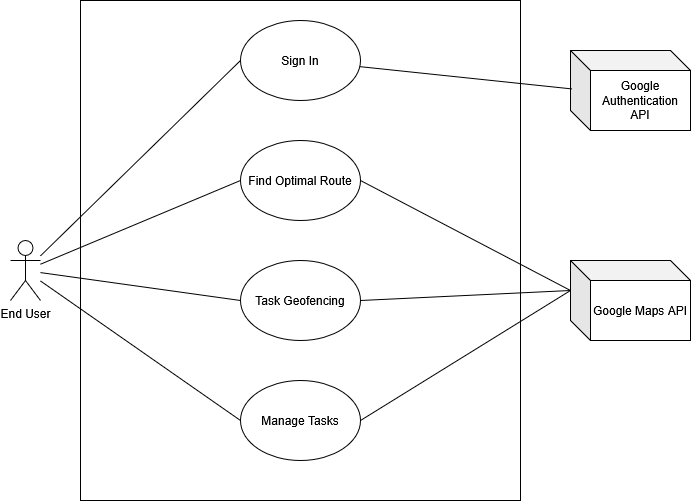 Sign In
Google
Authentication
API
Find Optimal Route
End User
Task Geofencing
Google Maps API
Manage Tasks